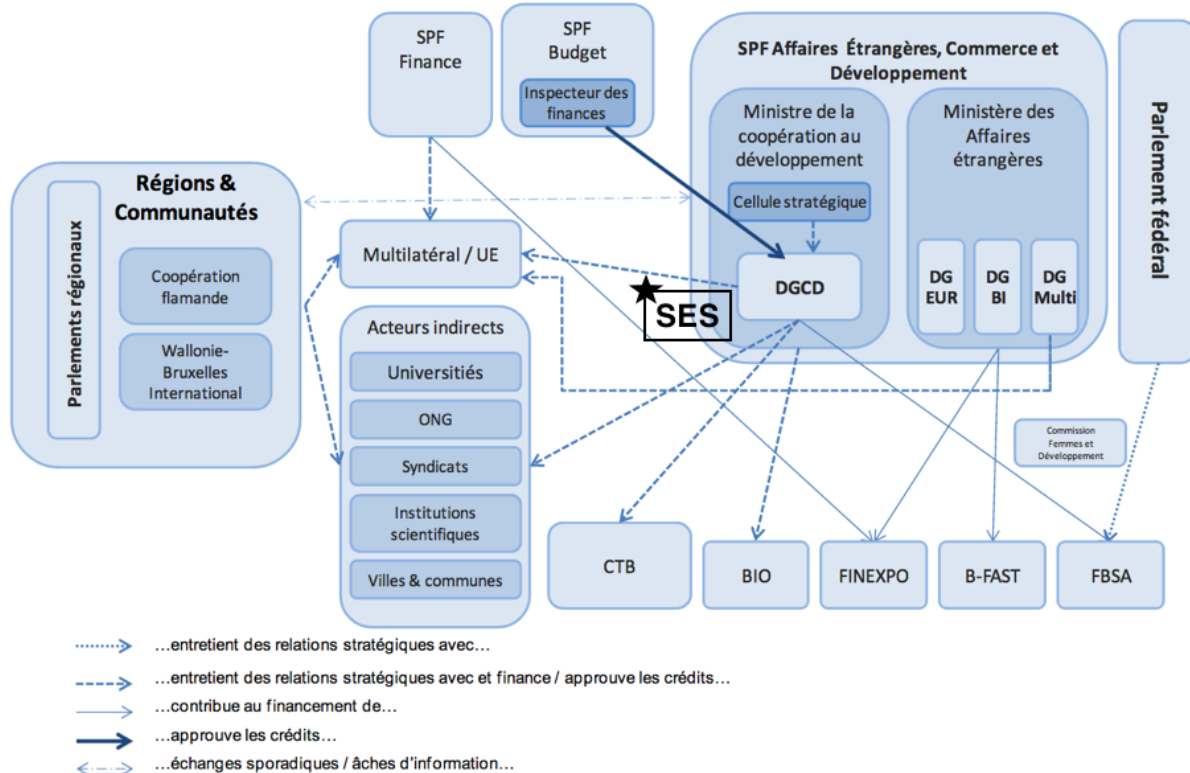 SPF
Finance
SPF
Budget
Inspecteur des
finances
SPF Affaires Étrangères, Commerce et
Développement
Ministre de la
coopération au
développement
Cellule stratégique
DGCD
Ministère des
Affaires
étrangères
DG
EUR
DG
BI
DG
Multi
Parlement fédéral
Parlements régionaux
Régions &
Communautés
Coopération
flamande
Wallonie-
Bruxelles
International
Multilatéral / UE
SES
Acteurs indirects
Universitiés
ONG
Syndicats
Institutions
scientifiques
Villes & communes
Commission
Femmes et
Développement
CTB
BIO
FINEXPO
B-FAST
FBSA
...entretient des relations stratégiques avec...
...entretient des relations stratégiques avec et finance / approuve les crédits...
...contribue au financement de...
...approuve les crédits...
...échanges sporadiques / âches d'information...